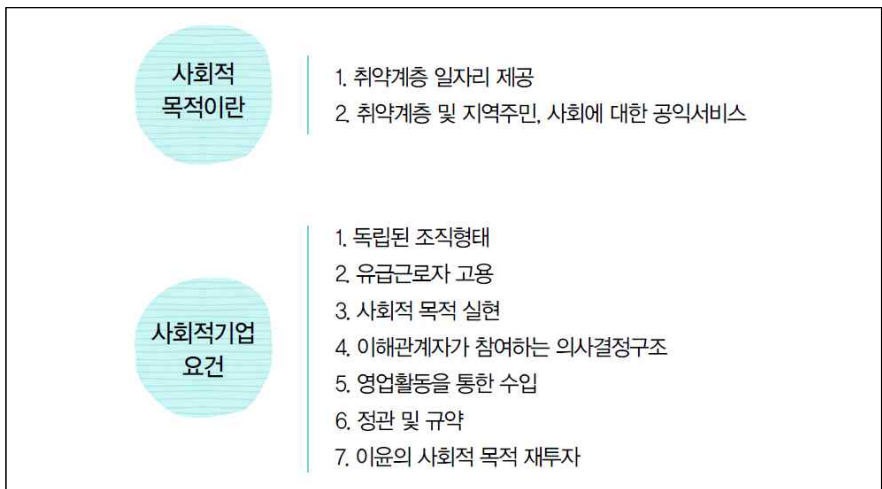 사회적
목적이란
1. 취약계층 일자리 제공
2. 취약계층 및 지역주민, 사회에 대한 공익서비스
사회적기업
요건
1. 독립된 조직형태
2. 유급근로자 고용
3. 사회적 목적 실현
4. 이해관계자가 참여하는 의사결정구조
5. 영업활동을 통한 수입
6. 정관 및 규약
7. 이윤의 사회적 목적 재투자